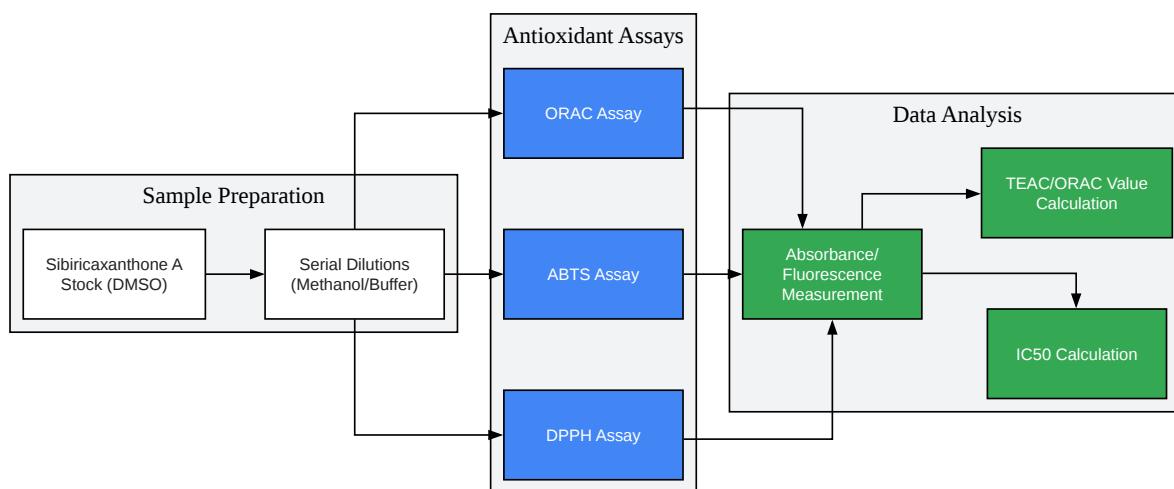 Sample Preparation
Sibiricaxanthone A
Stock (DMSO)
Serial Dilutions
(Methanol/Buffer)
Antioxidant Assays
ORAC Assay
ABTS Assay
DPPH Assay
Data Analysis
Absorbance/
Fluorescence
Measurement
TEAC/ORAC Value
Calculation
IC50 Calculation